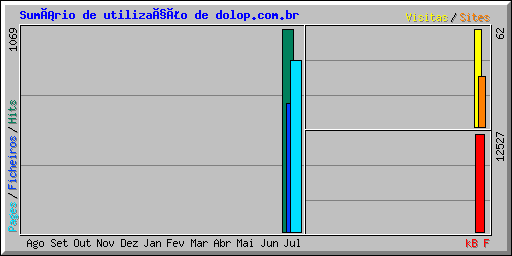 SumÃ¡rio de utilizaÃ§Ã£o de dolop.com.br
Visitas / Sites
1069
62
12527
Pages / Ficheiros / Hits
Ago Set Out Nov Dez Jan Fev Mar Abr Mai Jun Jul
kB F